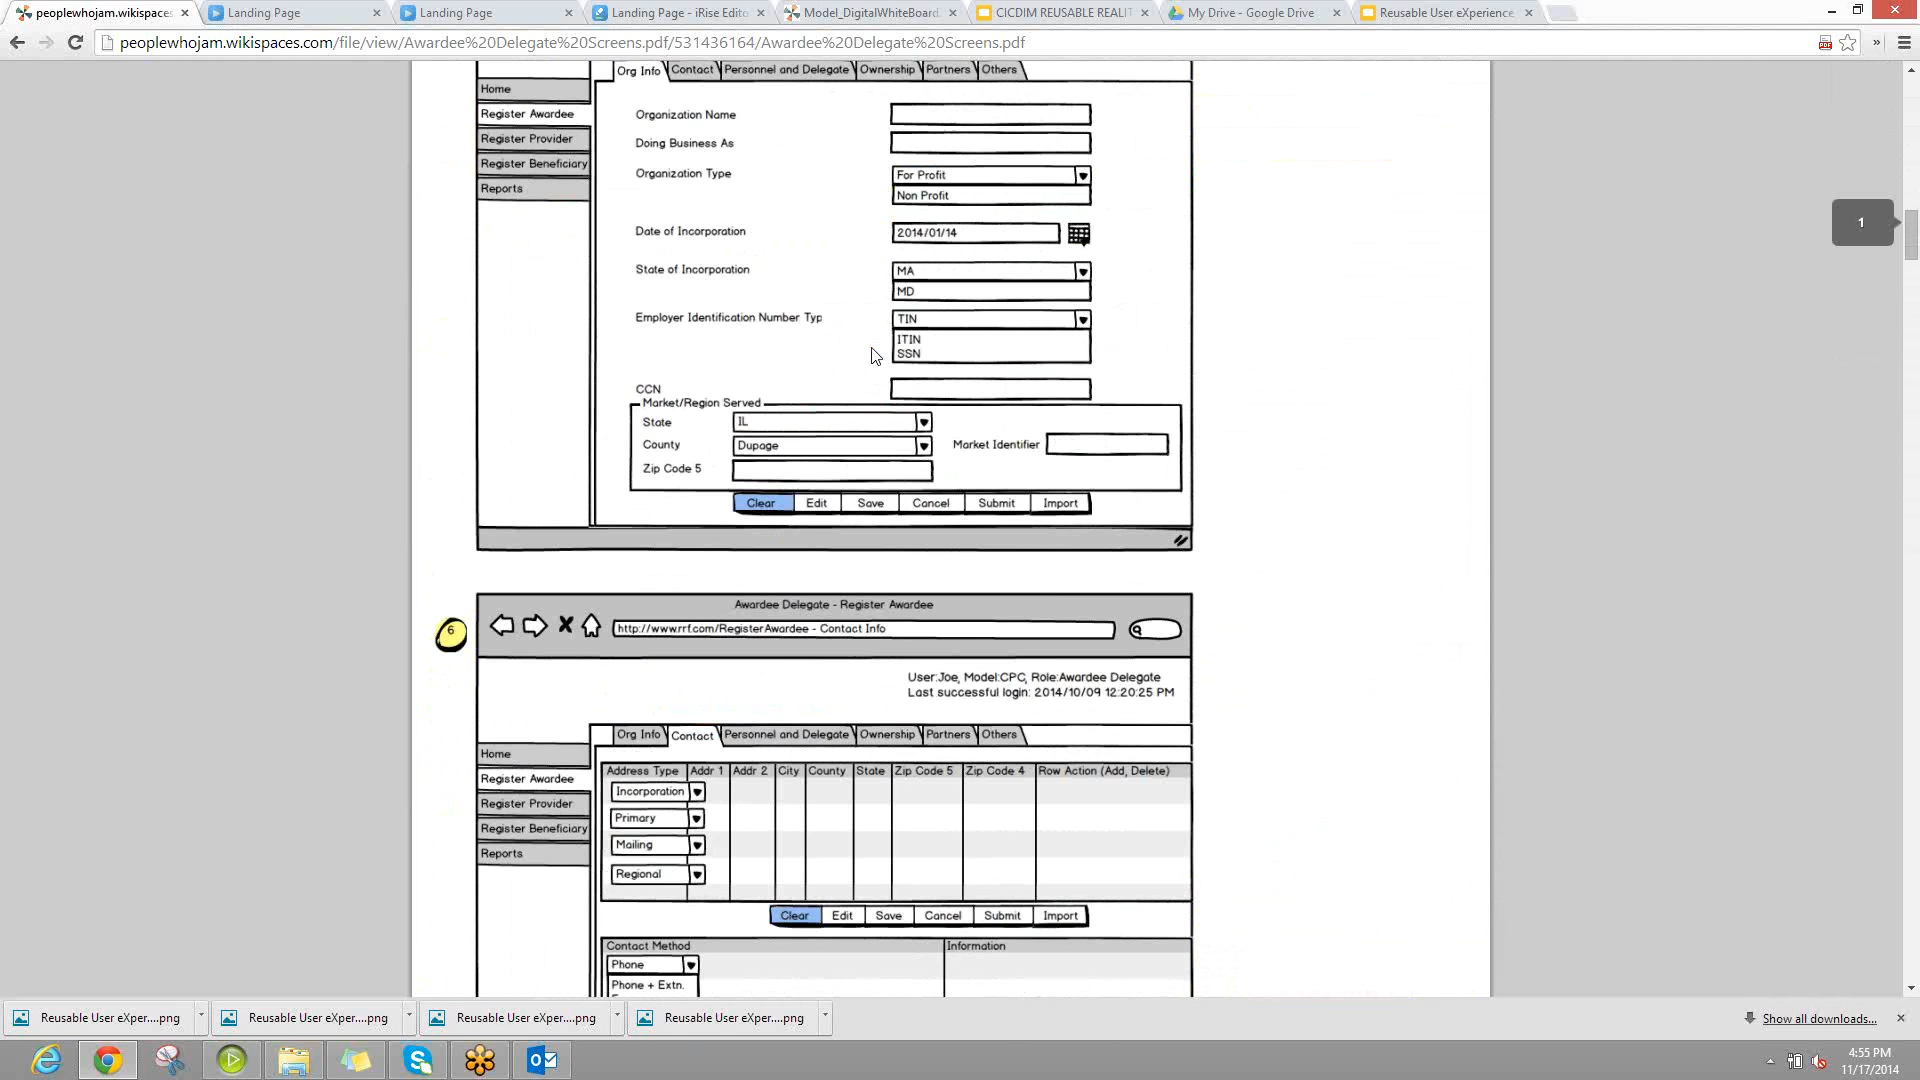 peoplewhojam.wikispaces
Landing Page
Landing Page
Landing Page - iRise Edito
Model_DigitalWhiteBoard
CICDIM REUSABLE REALIT
My Drive - Google Drive
Reusable User eXperience
peoplewhojam.wikispaces.com/file/view/Awardee%20Delegate%20Screens.pdf/531436164/Awardee%20Delegate%20Screens.pdf
Org Info Contact Personnel and Delegate Ownership Partners Others
Home
Register Awardee
Register Provider
Register Beneficiary
Reports
Organization Name
Doing Business As
Organization Type For Profit
Non Profit
Date of Incorporation 2014/01/14
State of Incorporation MA
MD
Employer Identification Number Typ TIN
ITIN
SSN
CCN
Market/Region Served
State IL
County Dupage Market Identifier
Zip Code 5
Clear Edit Save Cancel Submit Import
1
6
Awardee Delegate - Register Awardee
http://www.rrf.com/RegisterAwardee - Contact Info
User:Joe, Model:CPC, Role:Awardee Delegate
Last successful login: 2014/10/09 12:20:25 PM
Org Info Contact Personnel and Delegate Ownership Partners Others
Home
Register Awardee
Register Provider
Register Beneficiary
Reports
Address Type Addr 1 Addr 2 City County State Zip Code 5 Zip Code 4 Row Action (Add, Delete)
Incorporation
Primary
Mailing
Regional
Clear Edit Save Cancel Submit Import
Contact Method Information
Phone
Phone + Extn.
Reusable User eXper....png
Reusable User eXper....png
Reusable User eXper....png
Reusable User eXper....png
Show all downloads...
4:55 PM
11/17/2014